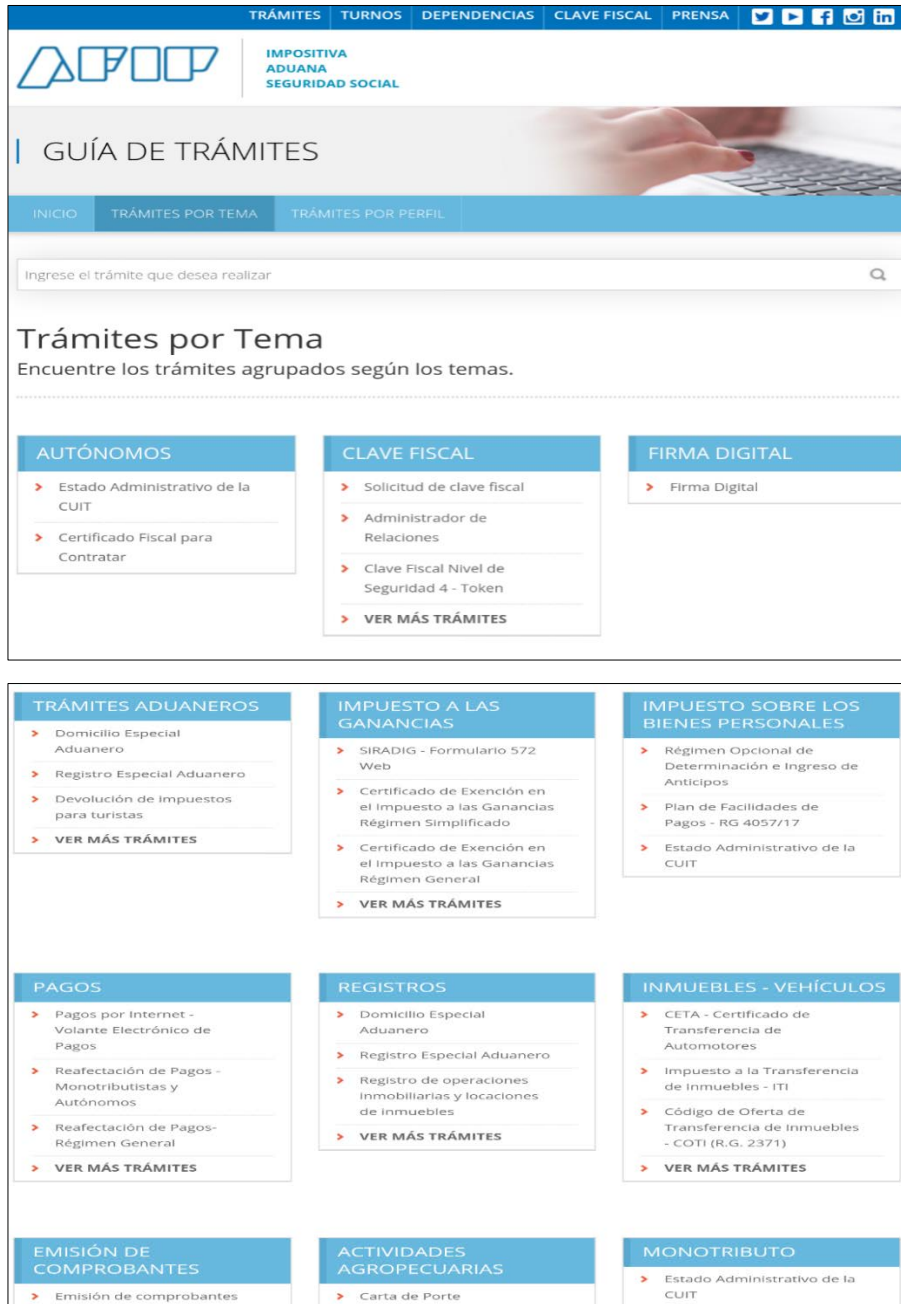 TRÁMITES TURNOS DEPENDENCIAS CLAVE FISCAL PRENSA
AFIP
IMPOSITIVA
ADUANA
SEGURIDAD SOCIAL
GUÍA DE TRÁMITES
INICIO TRÁMITES POR TEMA TRÁMITES POR PERFIL
Ingrese el trámite que desea realizar
Trámites por Tema
Encuentre los trámites agrupados según los temas.
AUTÓNOMOS
Estado Administrativo de la
CUIT
Certificado Fiscal para
Contratar
CLAVE FISCAL
Solicitud de clave fiscal
Administrador de
Relaciones
Clave Fiscal Nivel de
Seguridad 4 - Token
VER MÁS TRÁMITES
FIRMA DIGITAL
Firma Digital
TRÁMITES ADUANEROS
Domicilio Especial
Aduanero
Registro Especial Aduanero
Devolución de impuestos
para turistas
VER MÁS TRÁMITES
IMPUESTO A LAS
GANANCIAS
SIRADIG - Formulario 572
Web
Certificado de Exención en
el Impuesto a las Ganancias
Régimen Simplificado
Certificado de Exención en
el Impuesto a las Ganancias
Régimen General
VER MÁS TRÁMITES
IMPUESTO SOBRE LOS
BIENES PERSONALES
Régimen Opcional de
Determinación e Ingreso de
Anticipos
Plan de Facilidades de
Pagos - RG 4057/17
Estado Administrativo de la
CUIT
PAGOS
Pagos por Internet -
Volante Electrónico de
Pagos
Reafectación de Pagos -
Monotributistas y
Autónomos
Reafectación de Pagos-
Régimen General
VER MÁS TRÁMITES
REGISTROS
Domicilio Especial
Aduanero
Registro Especial Aduanero
Registro de operaciones
inmobiliarias y locaciones
de inmuebles
VER MÁS TRÁMITES
INMUEBLES - VEHÍCULOS
CETA - Certificado de
Transferencia de
Automotores
Impuesto a la Transferencia
de Inmuebles - ITI
Código de Oferta de
Transferencia de Inmuebles
- COTI (R.G. 2371)
VER MÁS TRÁMITES
EMISIÓN DE
COMPROBANTES
Emisión de comprobantes
ACTIVIDADES
AGROPECUARIAS
Carta de Porte
MONOTRIBUTO
Estado Administrativo de la
CUIT